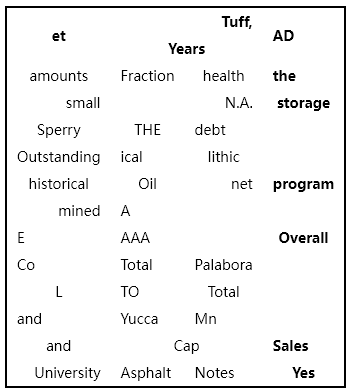 et Tuff, Years AD
amounts Fraction health the
small N.A. storage
Sperry THE debt
Outstanding ical lithic
historical Oil net program
mined A
E AAA Overall
Co Total Palabora
L TO Total
and Yucca Mn
and Cap Sales
University Asphalt Notes Yes